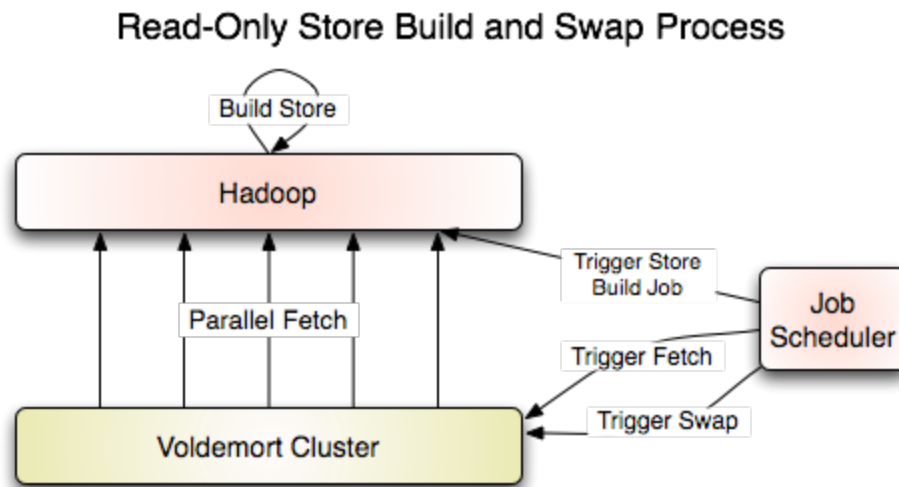 Read-Only Store Build and Swap Process
Build Store
Hadoop
Trigger Store
Build Job
Job
Scheduler
Parallel Fetch
Trigger Fetch
Trigger Swap
Voldemort Cluster